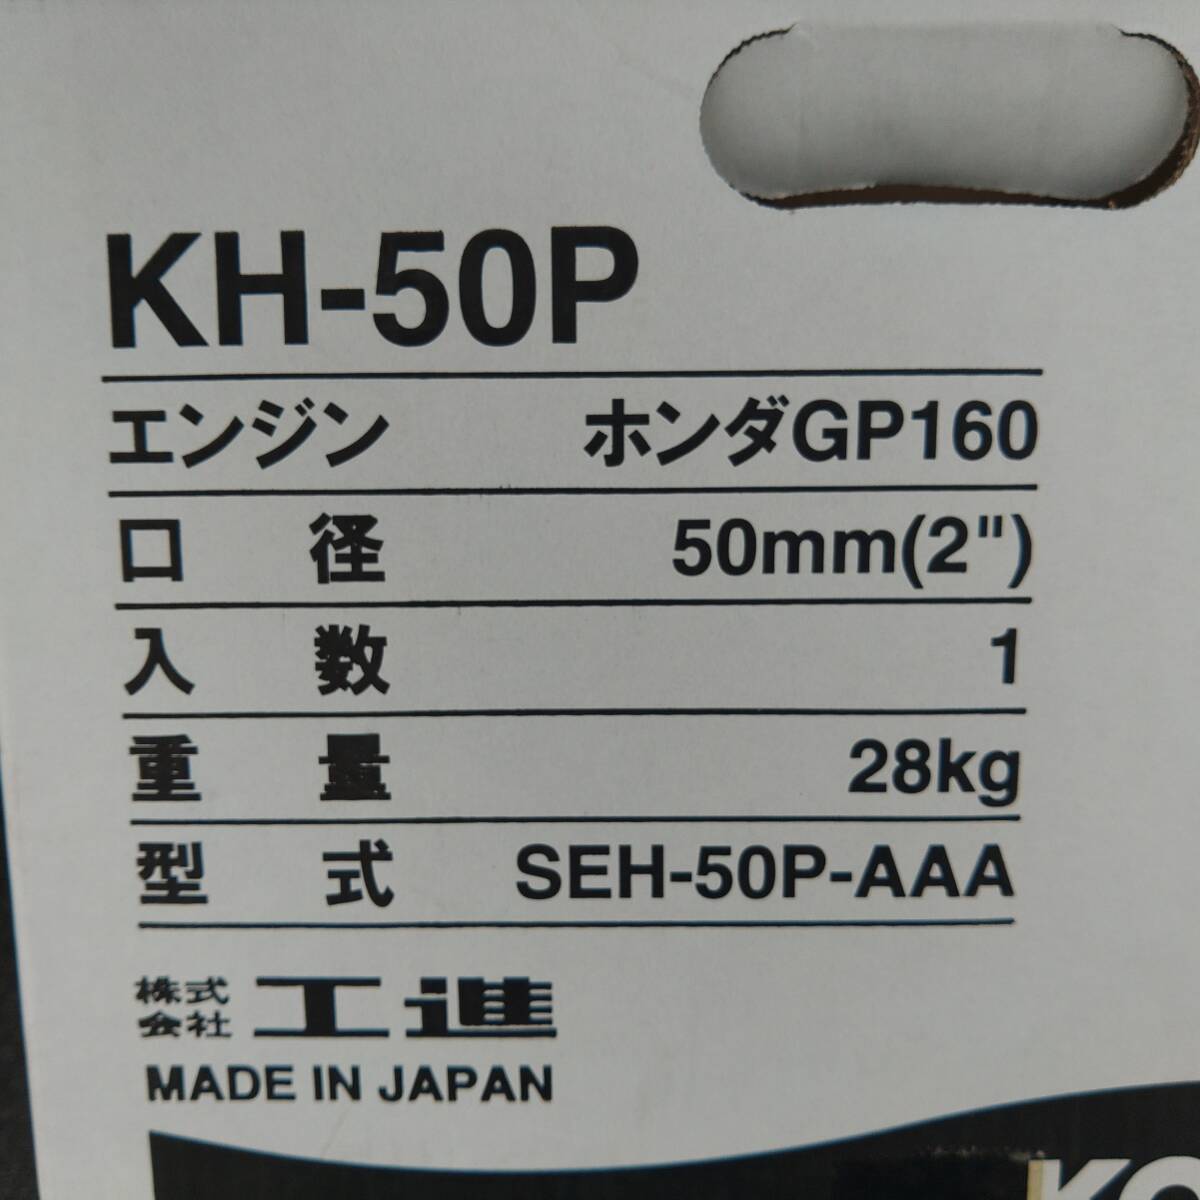 KH-50P
エンジン ホンダGP160
口径 50mm(2")
入数 1
重量 28kg
型式 SEH-50P-AAA
株式会社 工進
MADE IN JAPAN